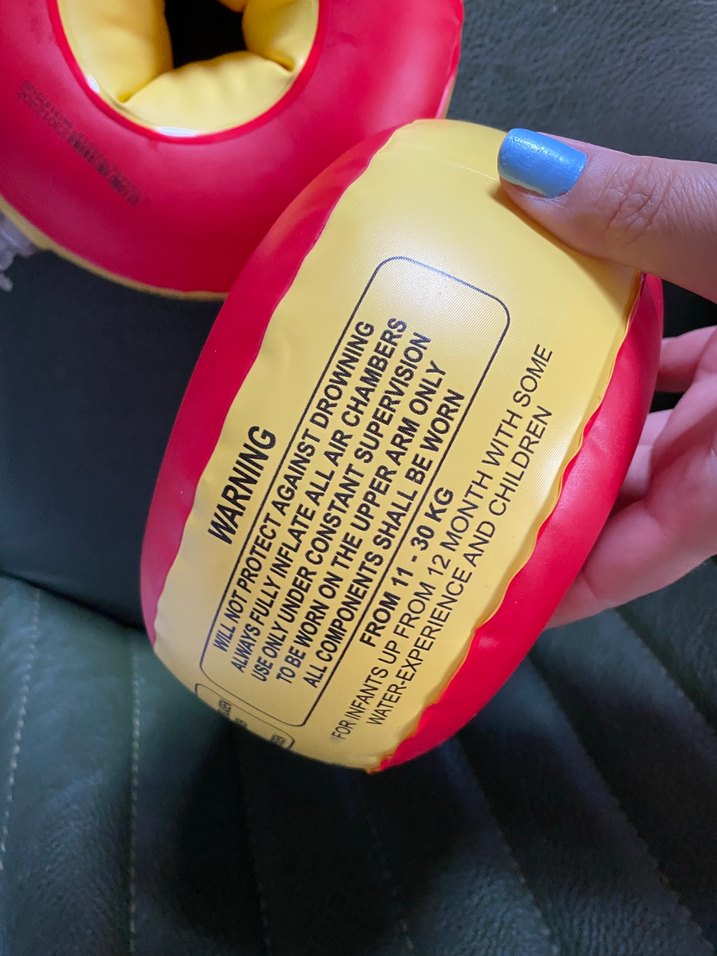 WARNING
WILL NOT PROTECT AGAINST DROWNING
ALWAYS FULLY INFLATE ALL AIR CHAMBERS
USE ONLY UNDER CONSTANT SUPERVISION
TO BE WORN ON THE UPPER ARM ONLY
ALL COMPONENTS SHALL BE WORN
FROM 11 - 30 KG
FOR INFANTS UP FROM 12 MONTH WITH SOME
WATER-EXPERIENCE AND CHILDREN